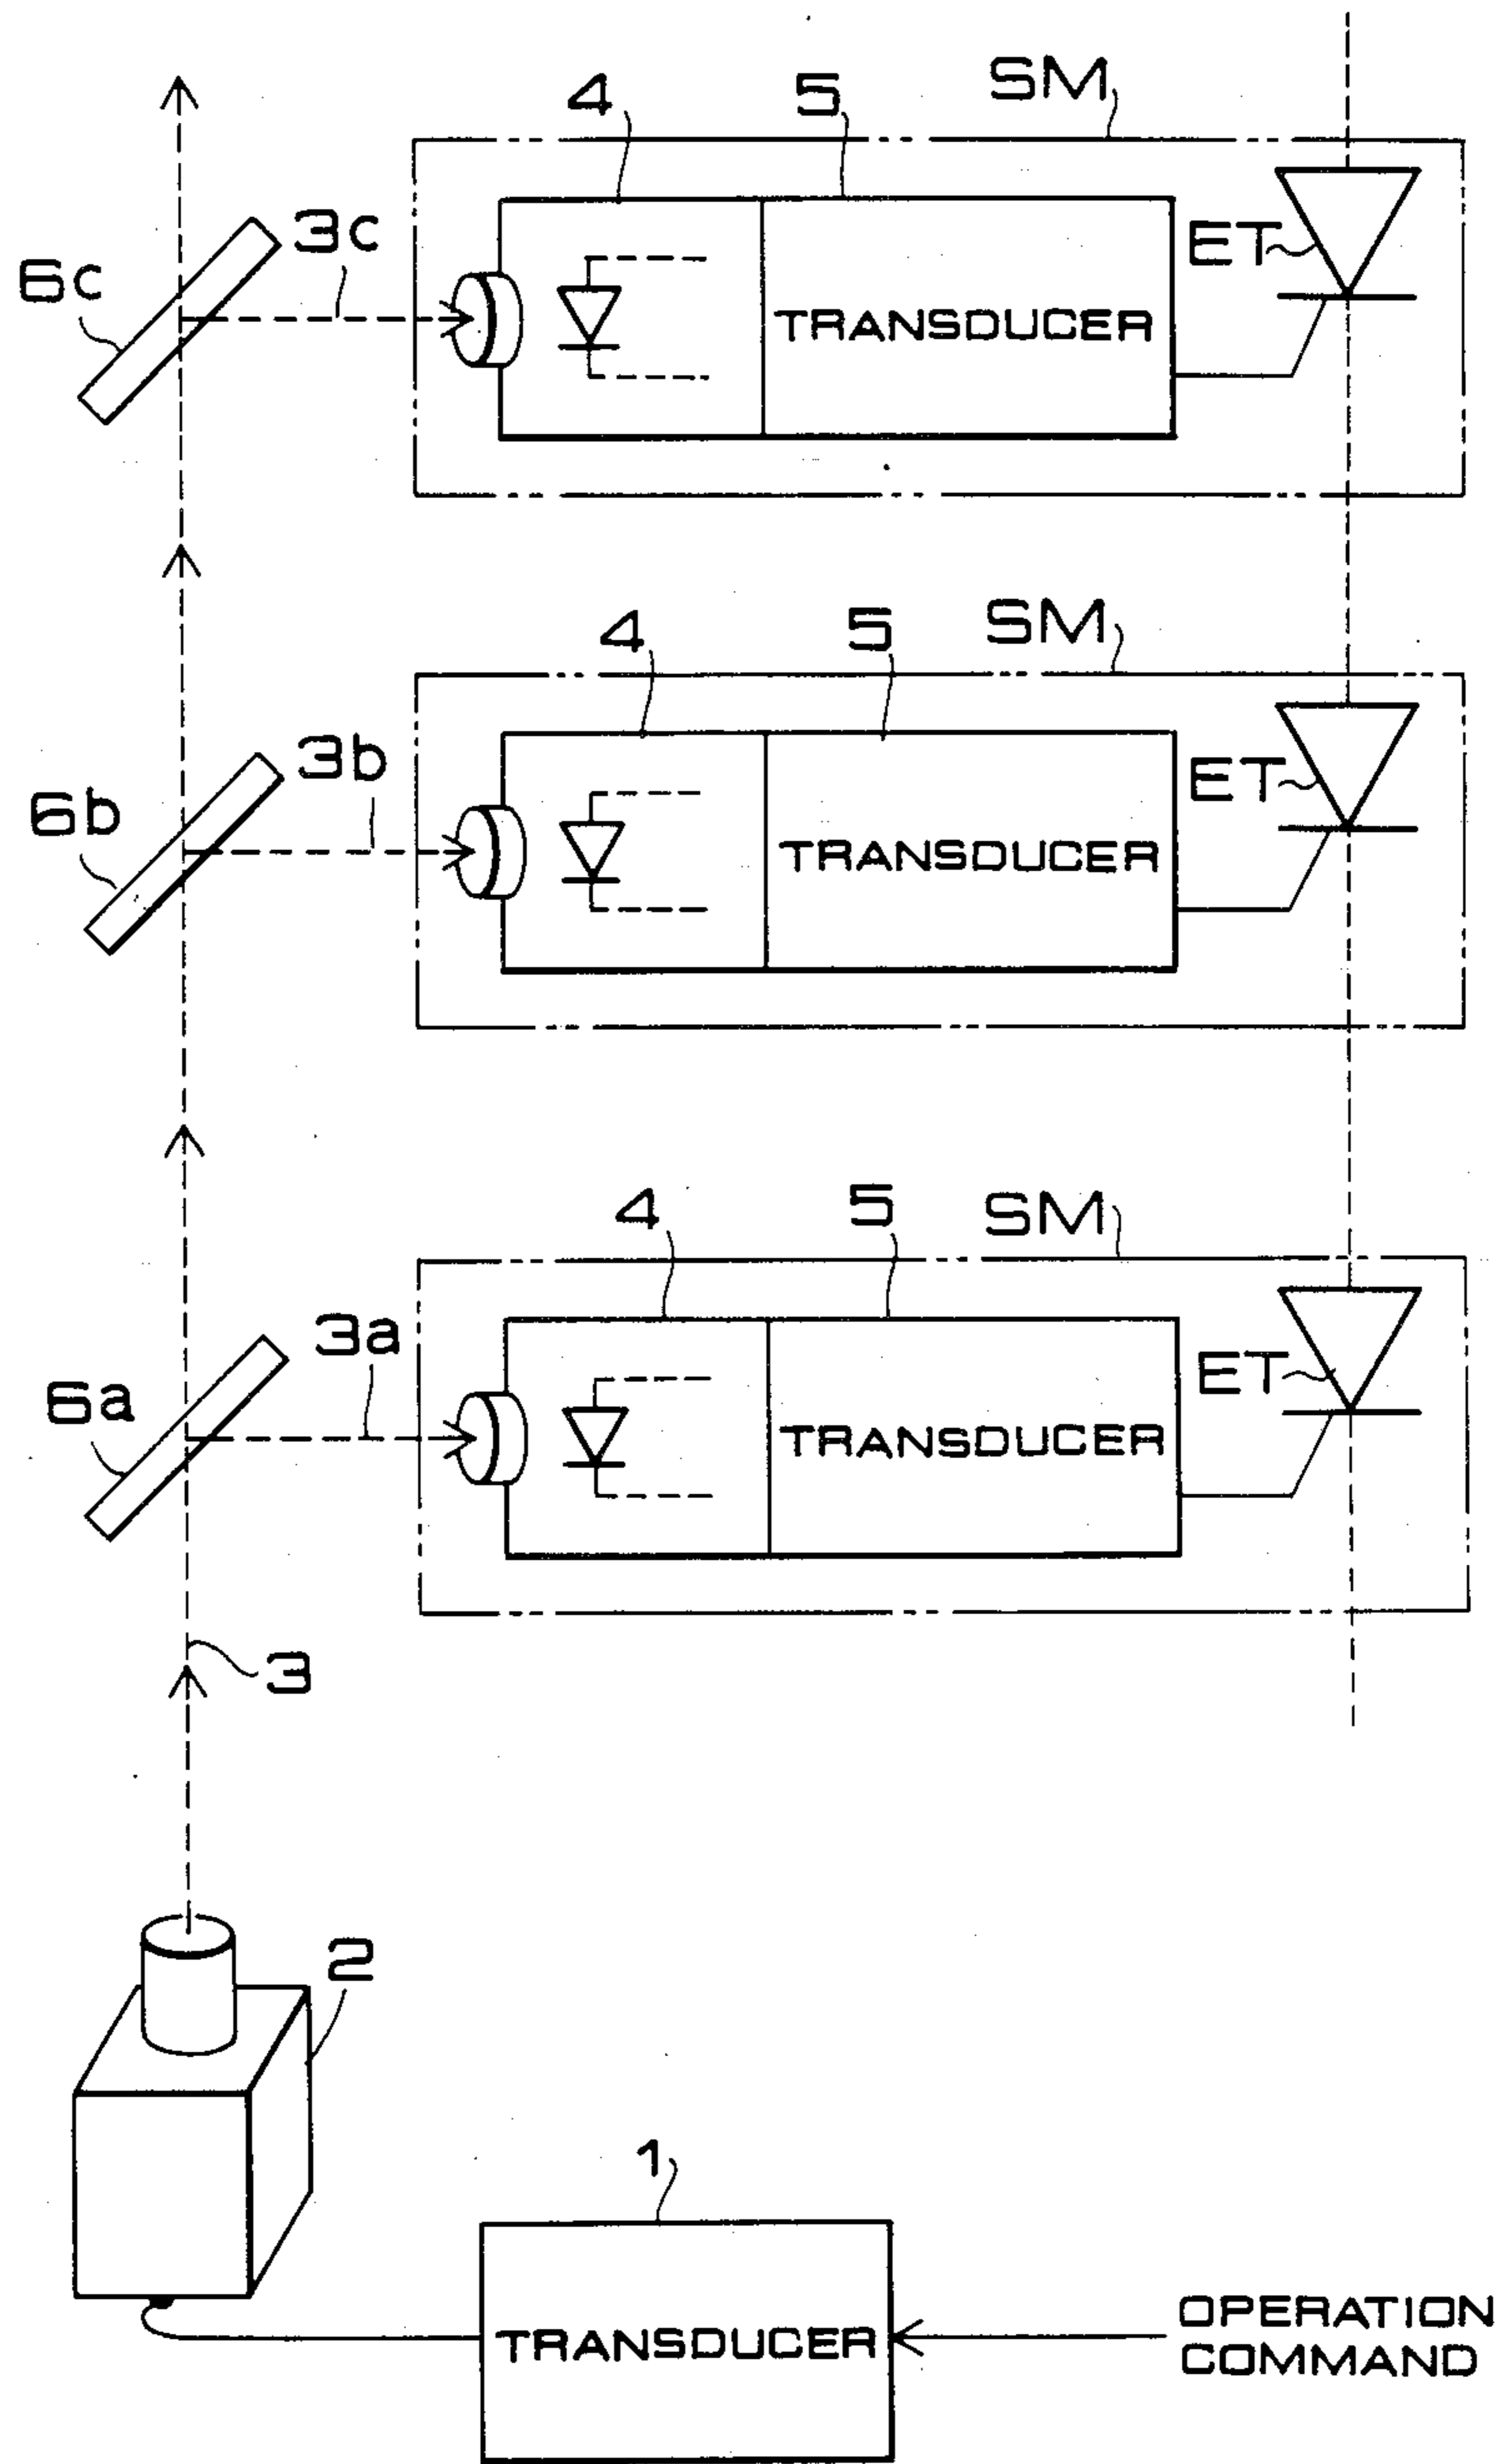 4
5
SM
3c
6c
ET
TRANSDUCER
4
5
SM
3b
6b
ET
TRANSDUCER
4
5
SM
3a
6a
ET
TRANSDUCER
3
2
1
TRANSDUCER
OPERATION
COMMAND